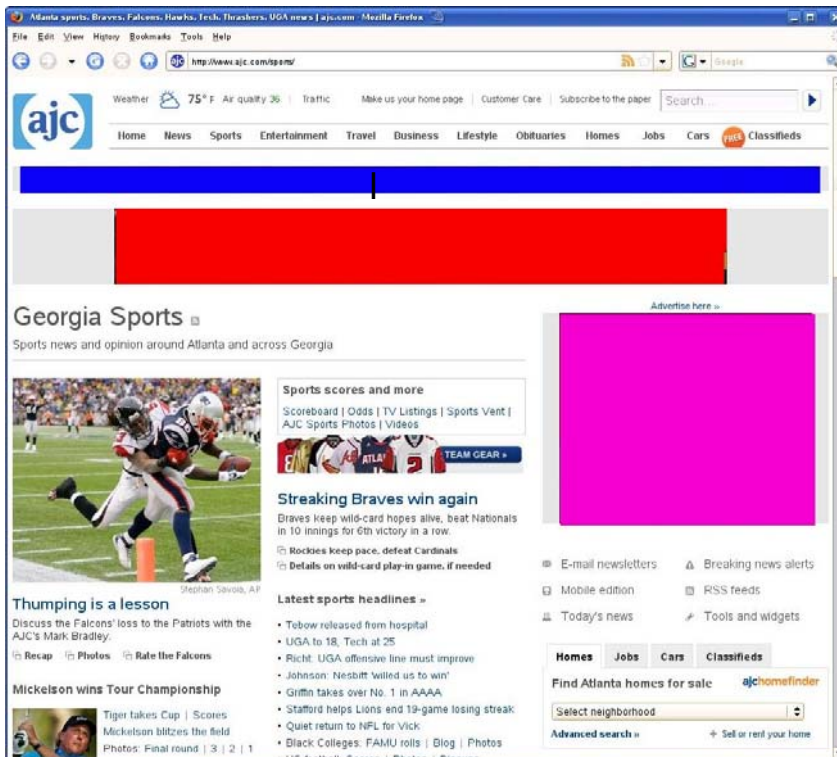 Atlanta sports, Braves, Falcons, Hawks, Tech, Thrashers, UGA news | ajc.com - Mozilla Firefox
File Edit View History Bookmarks Tools Help
http://www.ajc.com/sports/
Google
ajc
Weather 75° F Air quality 36 | Traffic Make us your home page | Customer Care | Subscribe to the paper Search...
Home News Sports Entertainment Travel Business Lifestyle Obituaries Homes Jobs Cars FREE Classifieds
Advertise here »
Georgia Sports
Sports news and opinion around Atlanta and across Georgia
Stephan Savoia, AP
Thumping is a lesson
Discuss the Falcons' loss to the Patriots with the
AJC's Mark Bradley.
Recap Photos Rate the Falcons
Mickelson wins Tour Championship
Tiger takes Cup | Scores
Mickelson blitzes the field
Photos: Final round | 3 | 2 | 1
Sports scores and more
Scoreboard | Odds | TV Listings | Sports Vent |
AJC Sports Photos | Videos
TEAM GEAR »
Streaking Braves win again
Braves keep wild-card hopes alive, beat Nationals
in 10 innings for 6th victory in a row.
Rockies keep pace, defeat Cardinals
Details on wild-card play-in game, if needed
Latest sports headlines »
• Tebow released from hospital
• UGA to 18, Tech at 25
• Richt: UGA offensive line must improve
• Johnson: Nesbitt 'willed us to win'
• Griffin takes over No. 1 in AAAA
• Stafford helps Lions end 19-game losing streak
• Quiet return to NFL for Vick
• Black Colleges: FAMU rolls | Blog | Photos
E-mail newsletters Breaking news alerts
Mobile edition RSS feeds
Today's news Tools and widgets
Homes Jobs Cars Classifieds
Find Atlanta homes for sale ajchomefinder
Select neighborhood
Advanced search » + Sell or rent your home